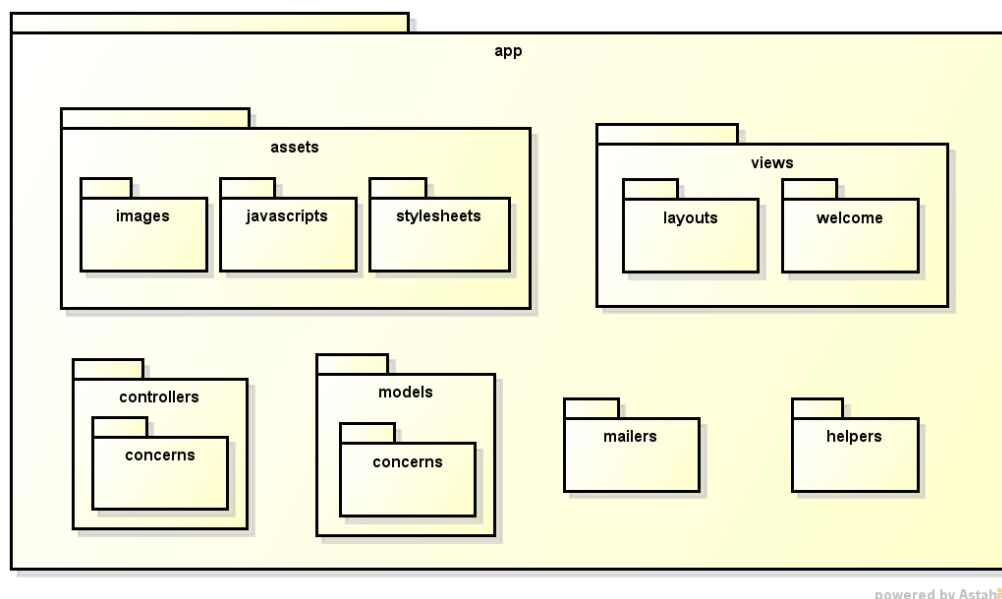 app
assets
views
images
javascripts
stylesheets
layouts
welcome
controllers
models
concerns
concerns
mailers
helpers
powered by Astah